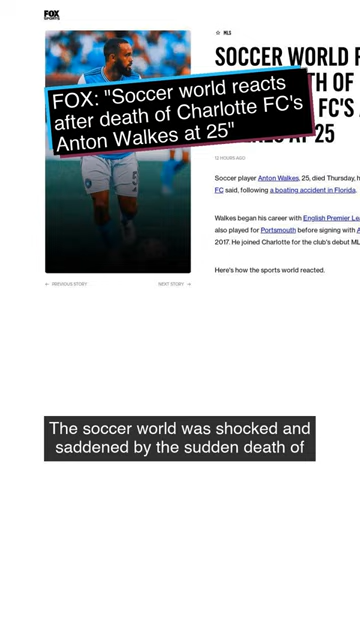 FOX
SPORTS
MLS
SOCCER WORLD
DEATH OF
FC'S
AT 25
FOX: "Soccer world reacts
after death of Charlotte FC's
Anton Walkes at 25"
12 HOURS AGO
Soccer player Anton Walkes, 25, died Thursday,
FC said, following a boating accident in Florida.
Walkes began his career with English Premier
also played for Portsmouth before signing with
2017. He joined Charlotte for the club's debut
Here's how the sports world reacted.
← PREVIOUS STORY
NEXT STORY →
The soccer world was shocked and
saddened by the sudden death of